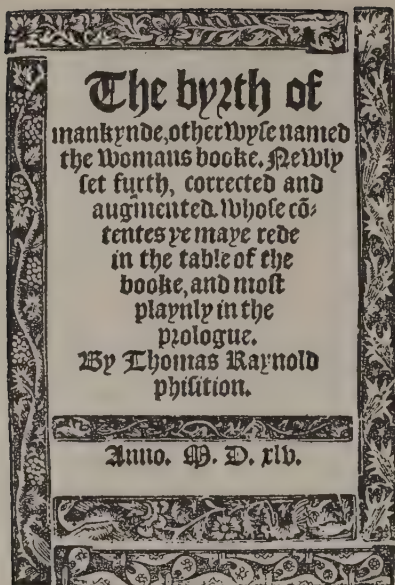 The byrth of
mankynde, otherwyse named
the womans booke. Newly
set furth, corrected and
augmented. Whose cõ⸗
tentes ye maye rede
in the table of the
booke, and most
playnly in the
prologue.
By Thomas Raynold
phisition.
Anno. M. D. xlv.